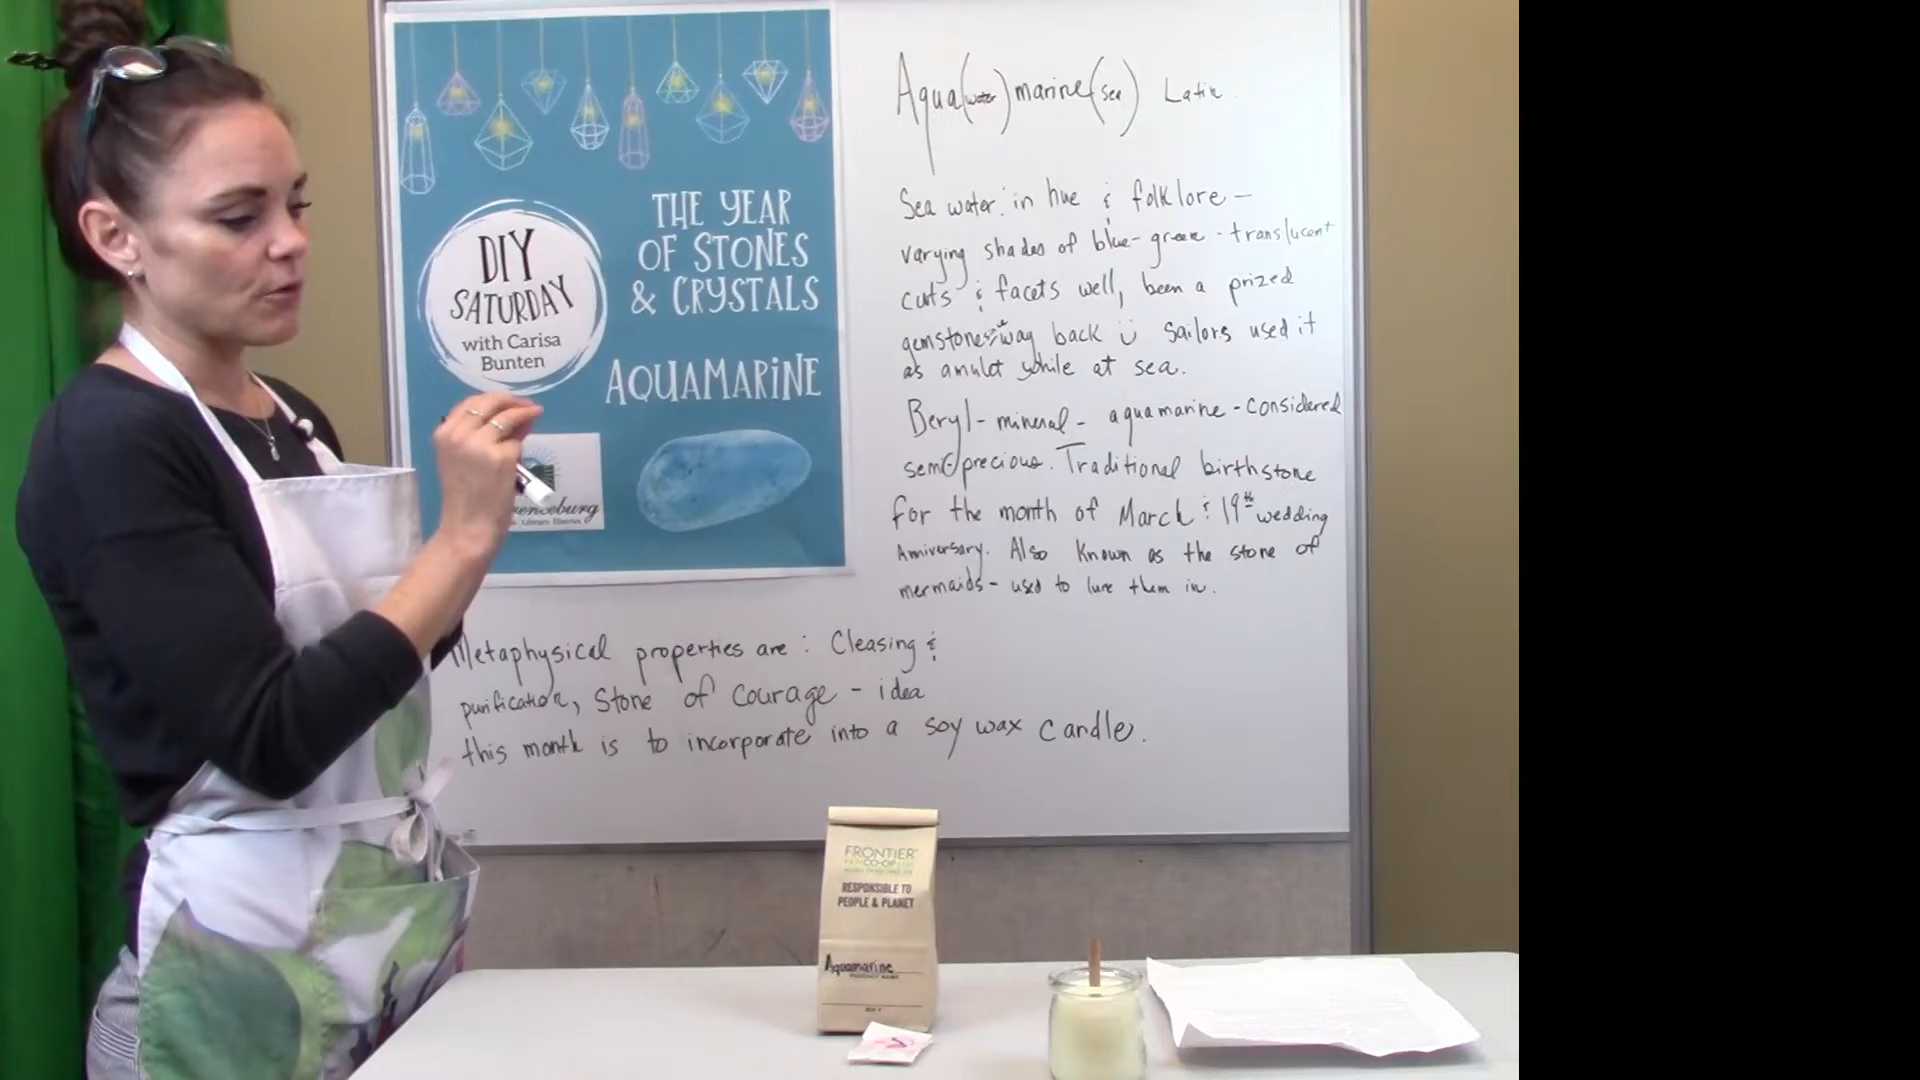 DIY
SATURDAY
with Carisa
Bunten
THE YEAR
OF STONES
& CRYSTALS
AQUAMARINE
Aqua(water) marine(sea) Latin
Sea water: in hue & folklore -
varying shades of blue-green - translucent
cuts & facets well, been a prized
gemstone way back sailors used it
as amulet while at sea.
Beryl - mineral - aquamarine - considered
semi-precious. Traditional birthstone
for the month of March & 19th wedding
Anniversary. Also known as the stone of
mermaids - used to lure them in.
Metaphysical properties are: Cleasing &
purification, Stone of Courage - idea
this month is to incorporate into a soy wax candle.
FRONTIER
CO-OP
RESPONSIBLE TO
PEOPLE & PLANET
Aquamarine
PRODUCT NAME